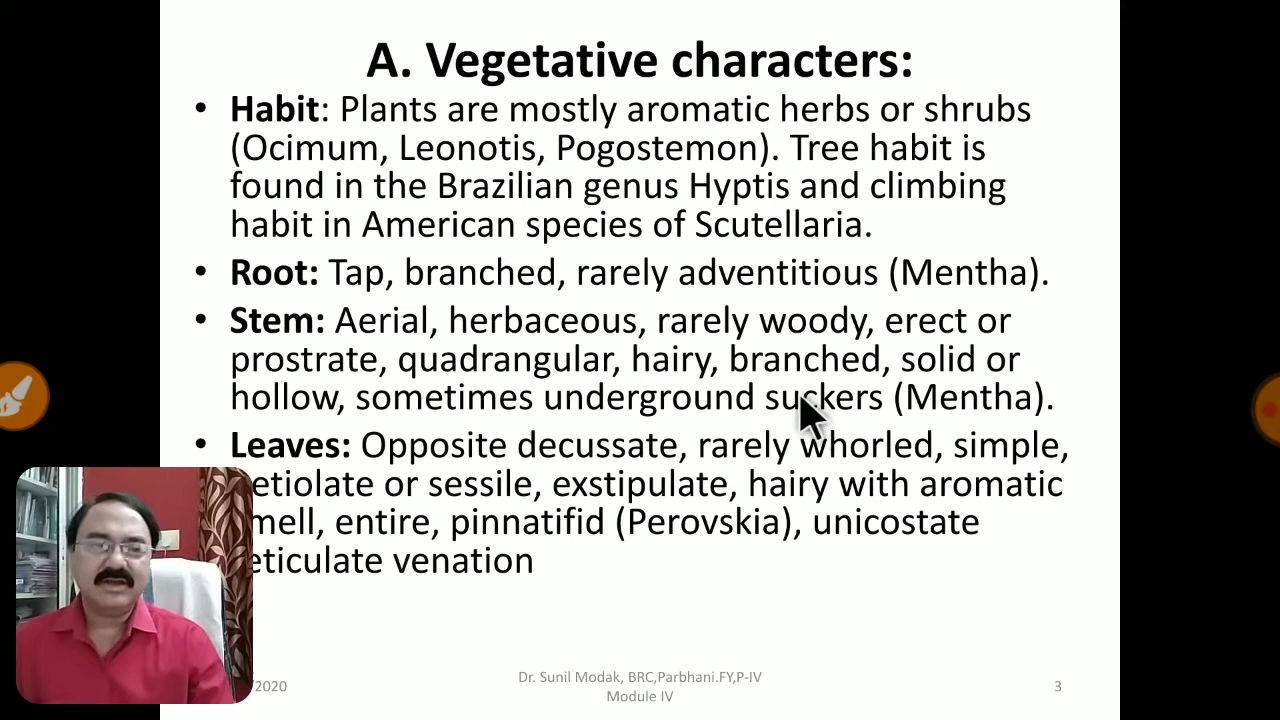 A. Vegetative characters:
• Habit: Plants are mostly aromatic herbs or shrubs
(Ocimum, Leonotis, Pogostemon). Tree habit is
found in the Brazilian genus Hyptis and climbing
habit in American species of Scutellaria.
• Root: Tap, branched, rarely adventitious (Mentha).
• Stem: Aerial, herbaceous, rarely woody, erect or
prostrate, quadrangular, hairy, branched, solid or
hollow, sometimes underground suckers (Mentha).
• Leaves: Opposite decussate, rarely whorled, simple,
etiolate or sessile, exstipulate, hairy with aromatic
mell, entire, pinnatifid (Perovskia), unicostate
eticulate venation
/2020
Dr. Sunil Modak, BRC,Parbhani.FY,P-IV
Module IV
3